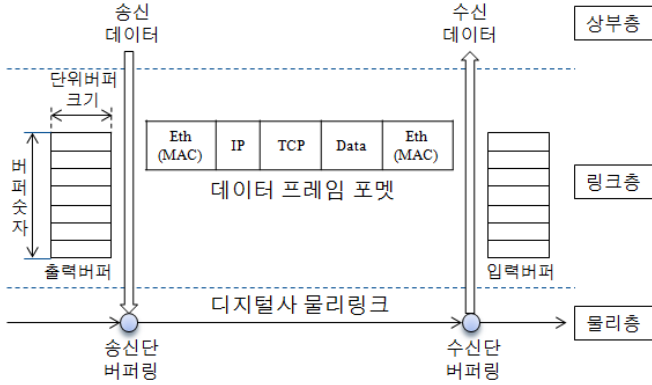 송신
데이터
수신
데이터
상부층
단위버퍼
크기
버퍼숫자
Eth
(MAC)
IP
TCP
Data
Eth
(MAC)
데이터 프레임 포멧
링크층
출력버퍼
입력버퍼
디지털사 물리링크
물리층
송신단
버퍼링
수신단
버퍼링